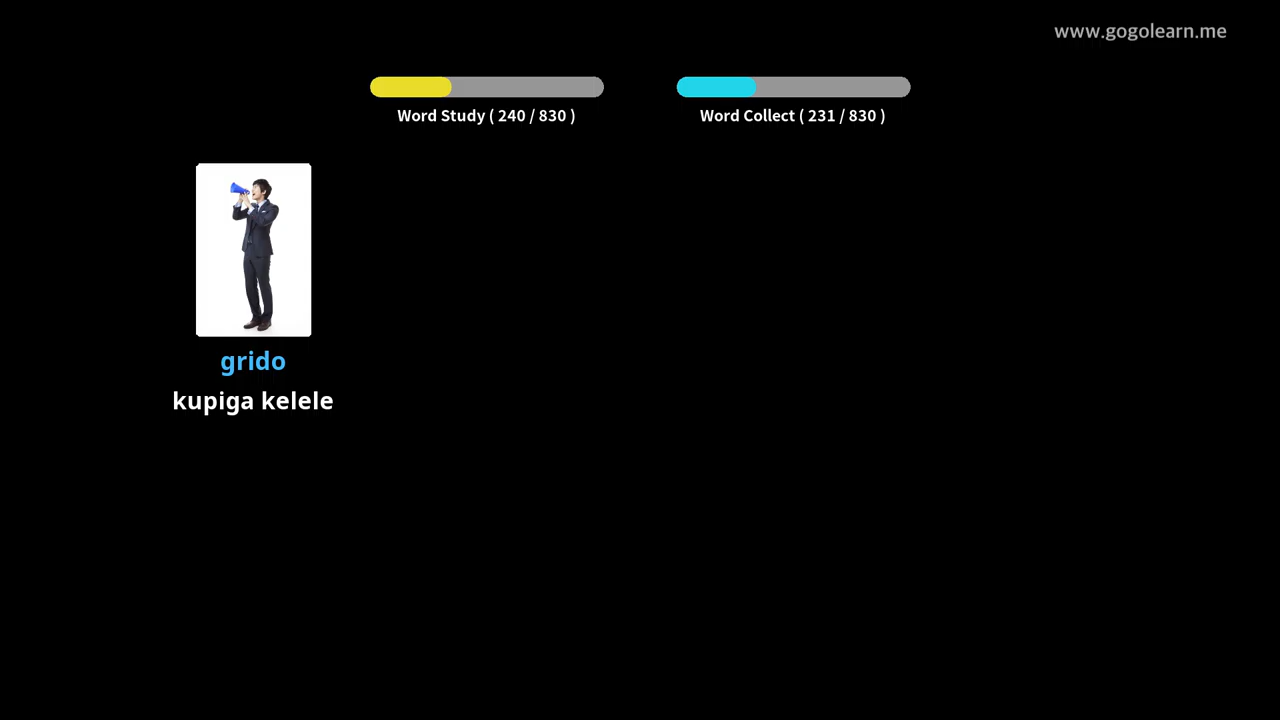 www.gogolearn.me
Word Study ( 240 / 830 )
Word Collect ( 231 / 830 )
grido
kupiga kelele